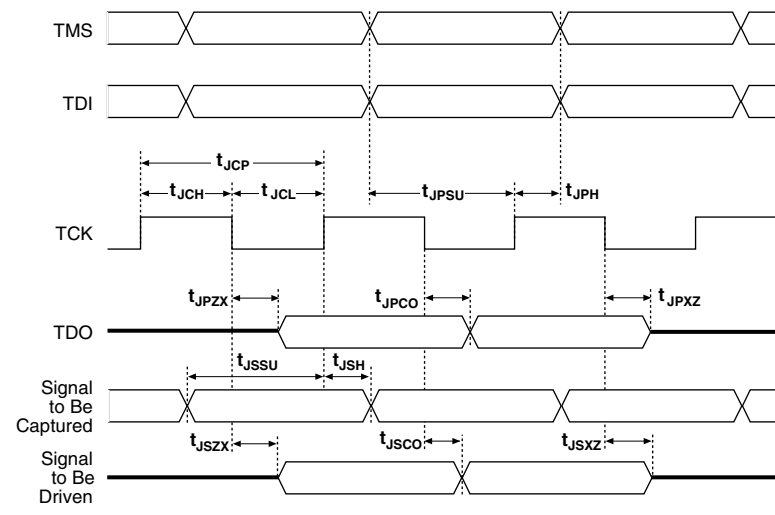 TMS
TDI
tJCP
tJCH tJCL tJPSU tJPH
TCK
tJPZX tJPCO tJPXZ
TDO
tJSSU tJSH
Signal
to Be
Captured
tJSZX tJSCO tJSXZ
Signal
to Be
Driven